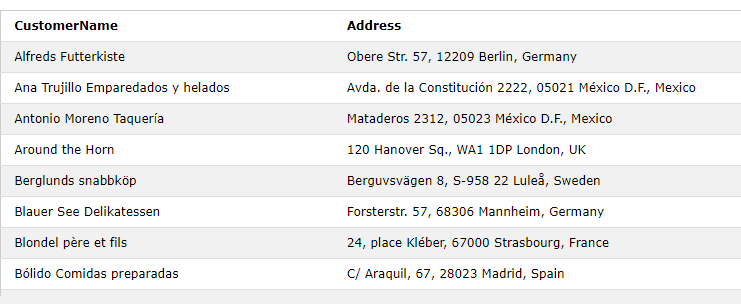 CustomerName Address
Alfreds Futterkiste Obere Str. 57, 12209 Berlin, Germany
Ana Trujillo Emparedados y helados Avda. de la Constitución 2222, 05021 México D.F., Mexico
Antonio Moreno Taquería Mataderos 2312, 05023 México D.F., Mexico
Around the Horn 120 Hanover Sq., WA1 1DP London, UK
Berglunds snabbköp Berguvsvägen 8, S-958 22 Luleå, Sweden
Blauer See Delikatessen Forsterstr. 57, 68306 Mannheim, Germany
Blondel père et fils 24, place Kléber, 67000 Strasbourg, France
Bólido Comidas preparadas C/ Araquil, 67, 28023 Madrid, Spain